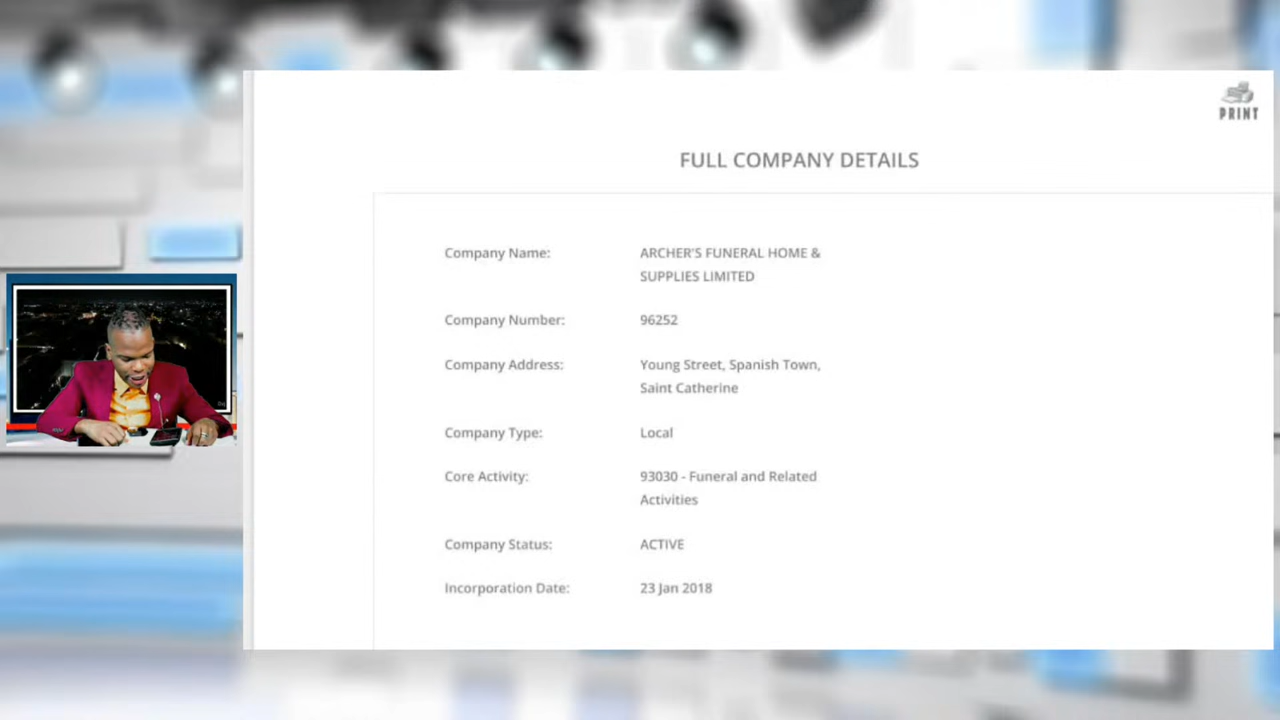 PRINT
FULL COMPANY DETAILS
Company Name: ARCHER'S FUNERAL HOME &
SUPPLIES LIMITED
Company Number: 96252
Company Address: Young Street, Spanish Town,
Saint Catherine
Company Type: Local
Core Activity: 93030 - Funeral and Related
Activities
Company Status: ACTIVE
Incorporation Date: 23 Jan 2018